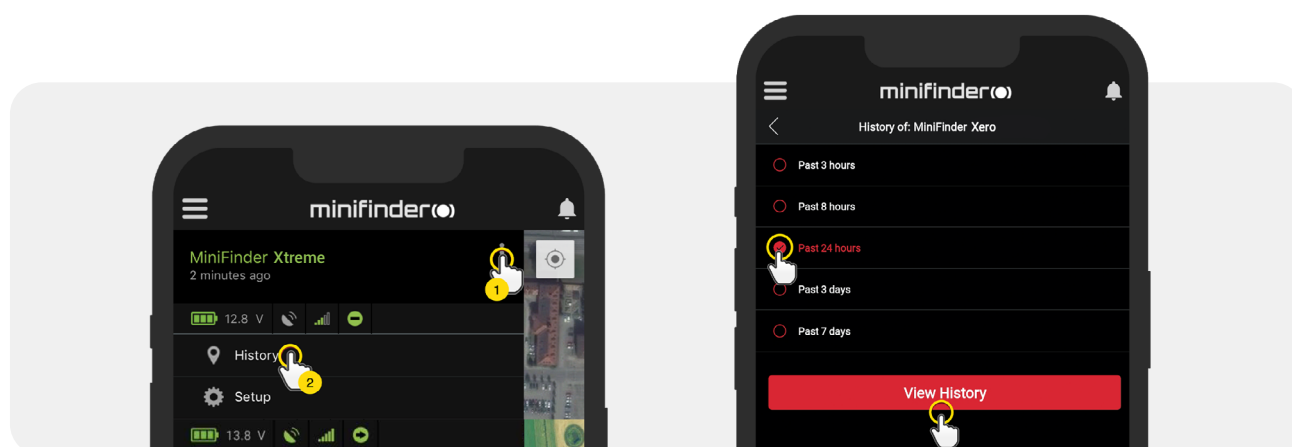 minifinder
MiniFinder Xtreme
2 minutes ago
1
12.8 V
History
2
Setup
13.8 V
minifinder
History of: MiniFinder Xero
Past 3 hours
Past 8 hours
Past 24 hours
Past 3 days
Past 7 days
View History